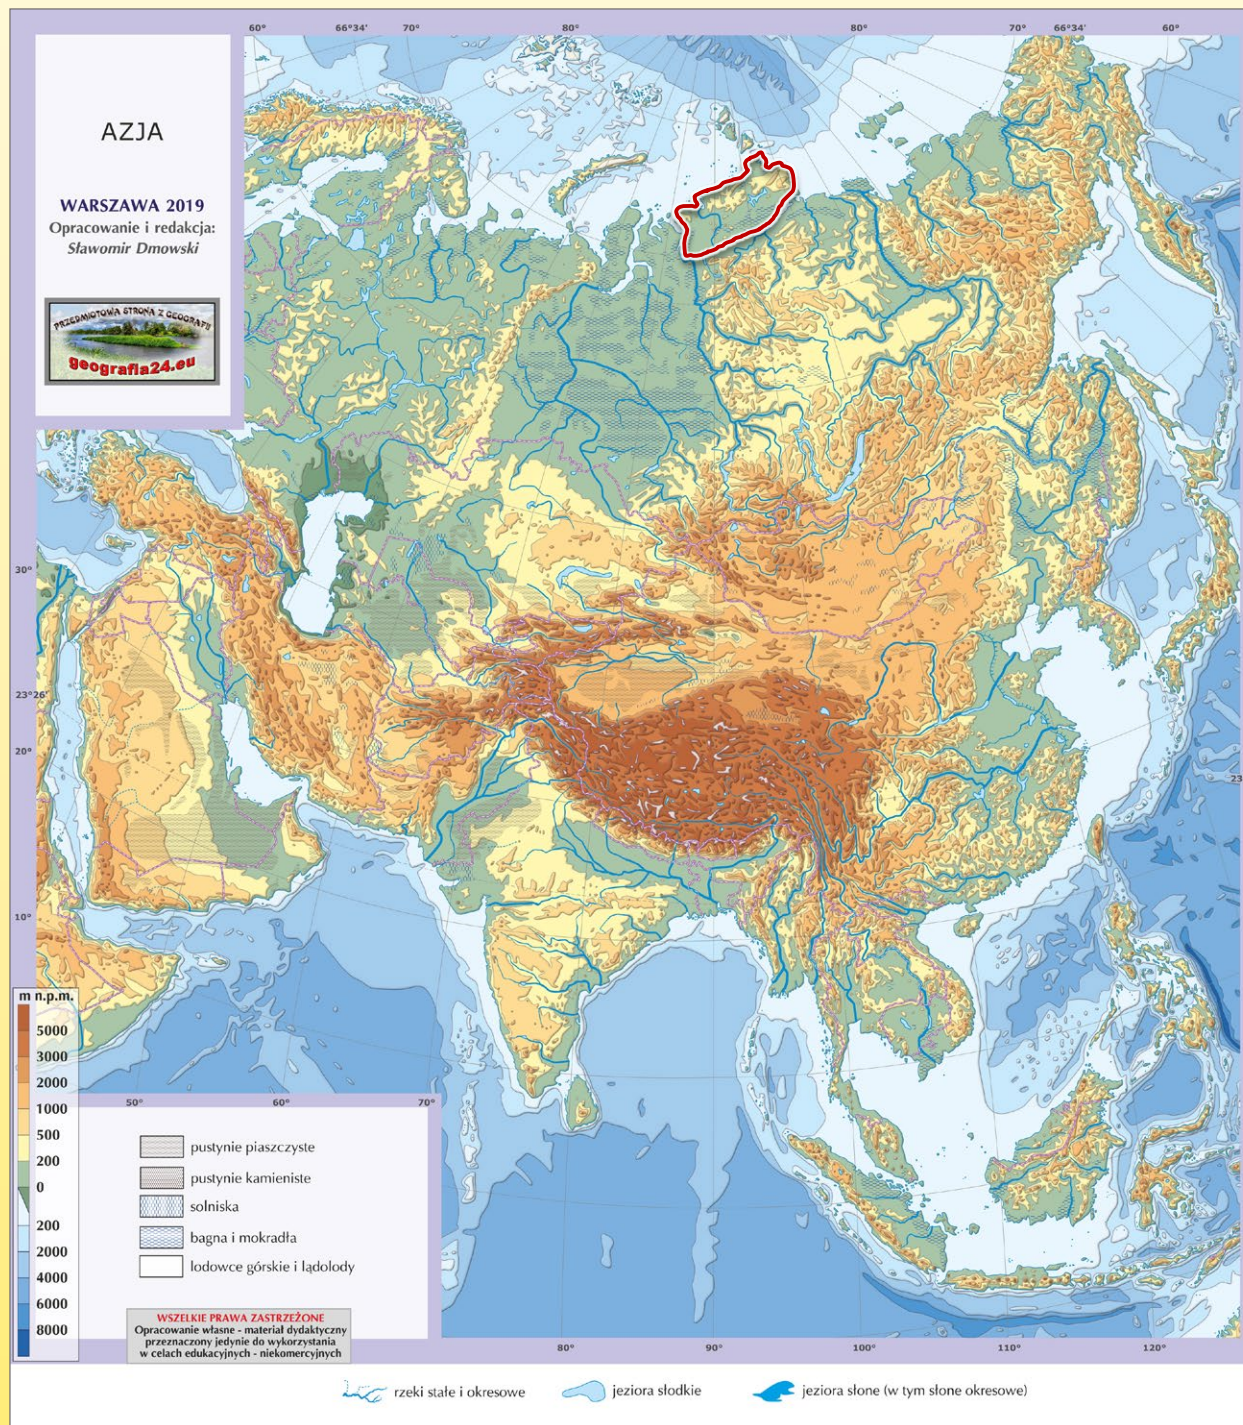 60° 66°34' 70° 80° 80° 70° 66°34' 60°
AZJA
WARSZAWA 2019
Opracowanie i redakcja:
Sławomir Dmowski
PRZEDMIOTOWA STRONA Z GEOGRAFII
geografia24.eu
30°
23°26'
20°
10°
23
m n.p.m.
5000
3000
2000
1000
500
200
0
200
2000
4000
6000
8000
50° 60° 70°
pustynie piaszczyste
pustynie kamieniste
solniska
bagna i mokradła
lodowce górskie i lądolody
WSZELKIE PRAWA ZASTRZEŻONE
Opracowanie własne - materiał dydaktyczny
przeznaczony jedynie do wykorzystania
w celach edukacyjnych - niekomercyjnych
80° 90° 100° 110° 120°
rzeki stałe i okresowe jeziora słodkie jeziora słone (w tym słone okresowe)